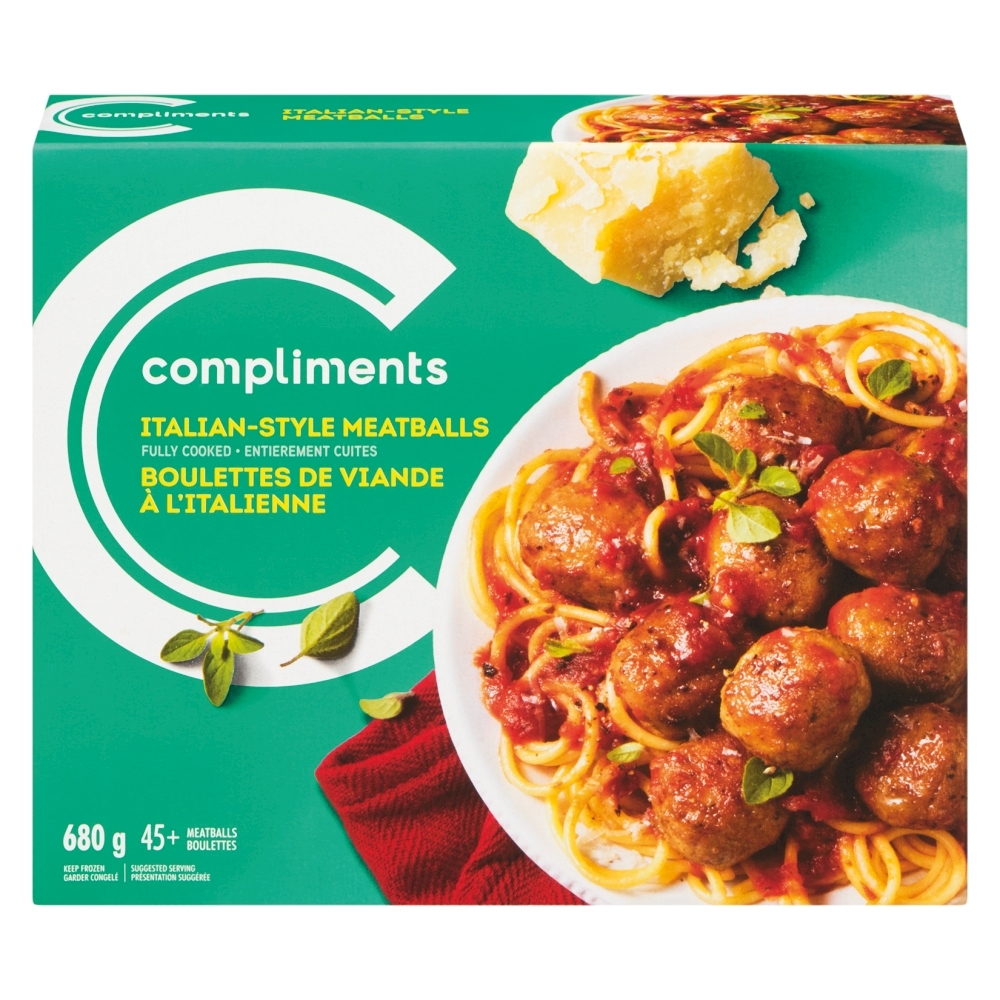 compliments
ITALIAN-STYLE
MEATBALLS
compliments
ITALIAN-STYLE MEATBALLS
FULLY COOKED • ENTIEREMENT CUITES
BOULETTES DE VIANDE
À L'ITALIENNE
680 g 45+ MEATBALLS
BOULETTES
KEEP FROZEN
GARDER CONGELÉ
SUGGESTED SERVING
PRÉSENTATION SUGGÉRÉE